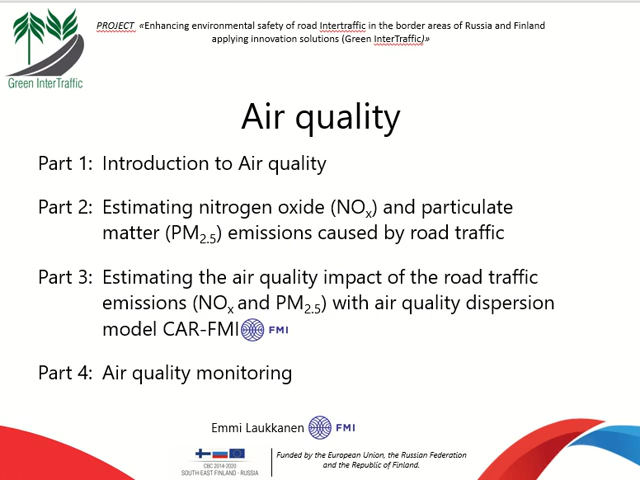 PROJECT «Enhancing environmental safety of road Intertraffic in the border areas of Russia and Finland
applying innovation solutions (Green InterTraffic)»
Green InterTraffic
Air quality
Part 1: Introduction to Air quality
Part 2: Estimating nitrogen oxide (NOx) and particulate
matter (PM2.5) emissions caused by road traffic
Part 3: Estimating the air quality impact of the road traffic
emissions (NOx and PM2.5) with air quality dispersion
model CAR-FMI FMI
Part 4: Air quality monitoring
Emmi Laukkanen FMI
CBC 2014-2020
SOUTH-EAST FINLAND - RUSSIA
Funded by the European Union, the Russian Federation
and the Republic of Finland.